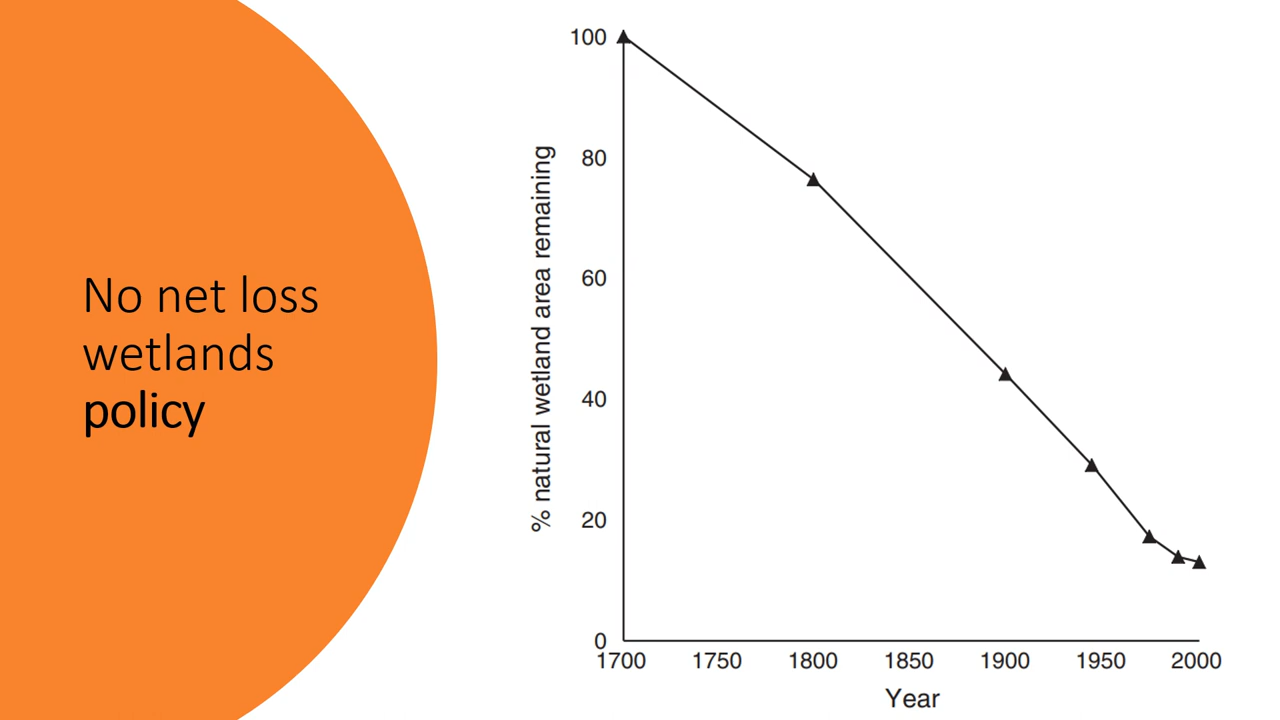 No net loss
wetlands
policy
% natural wetland area remaining
100
80
60
40
20
0
1700 1750 1800 1850 1900 1950 2000
Year